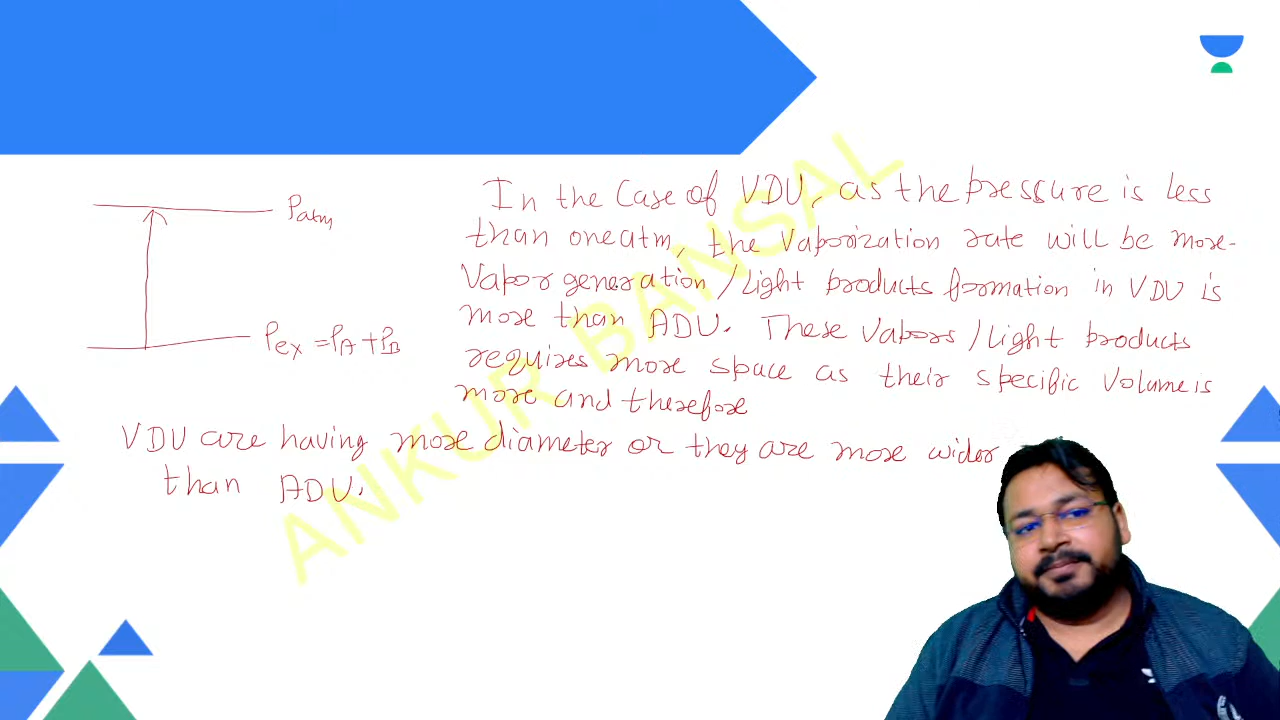 Patm
Pex = PA + PB
In the Case of VDU, as the pressure is less
than one atm, the vaporization rate will be more.
Vapor generation / Light products formation in VDU is
more than ADU. These Vapors / Light products
requires more space as their specific Volume is
more and therefore
VDU are having more diameter or they are more wider
than ADU.
ANKUR BANSAL